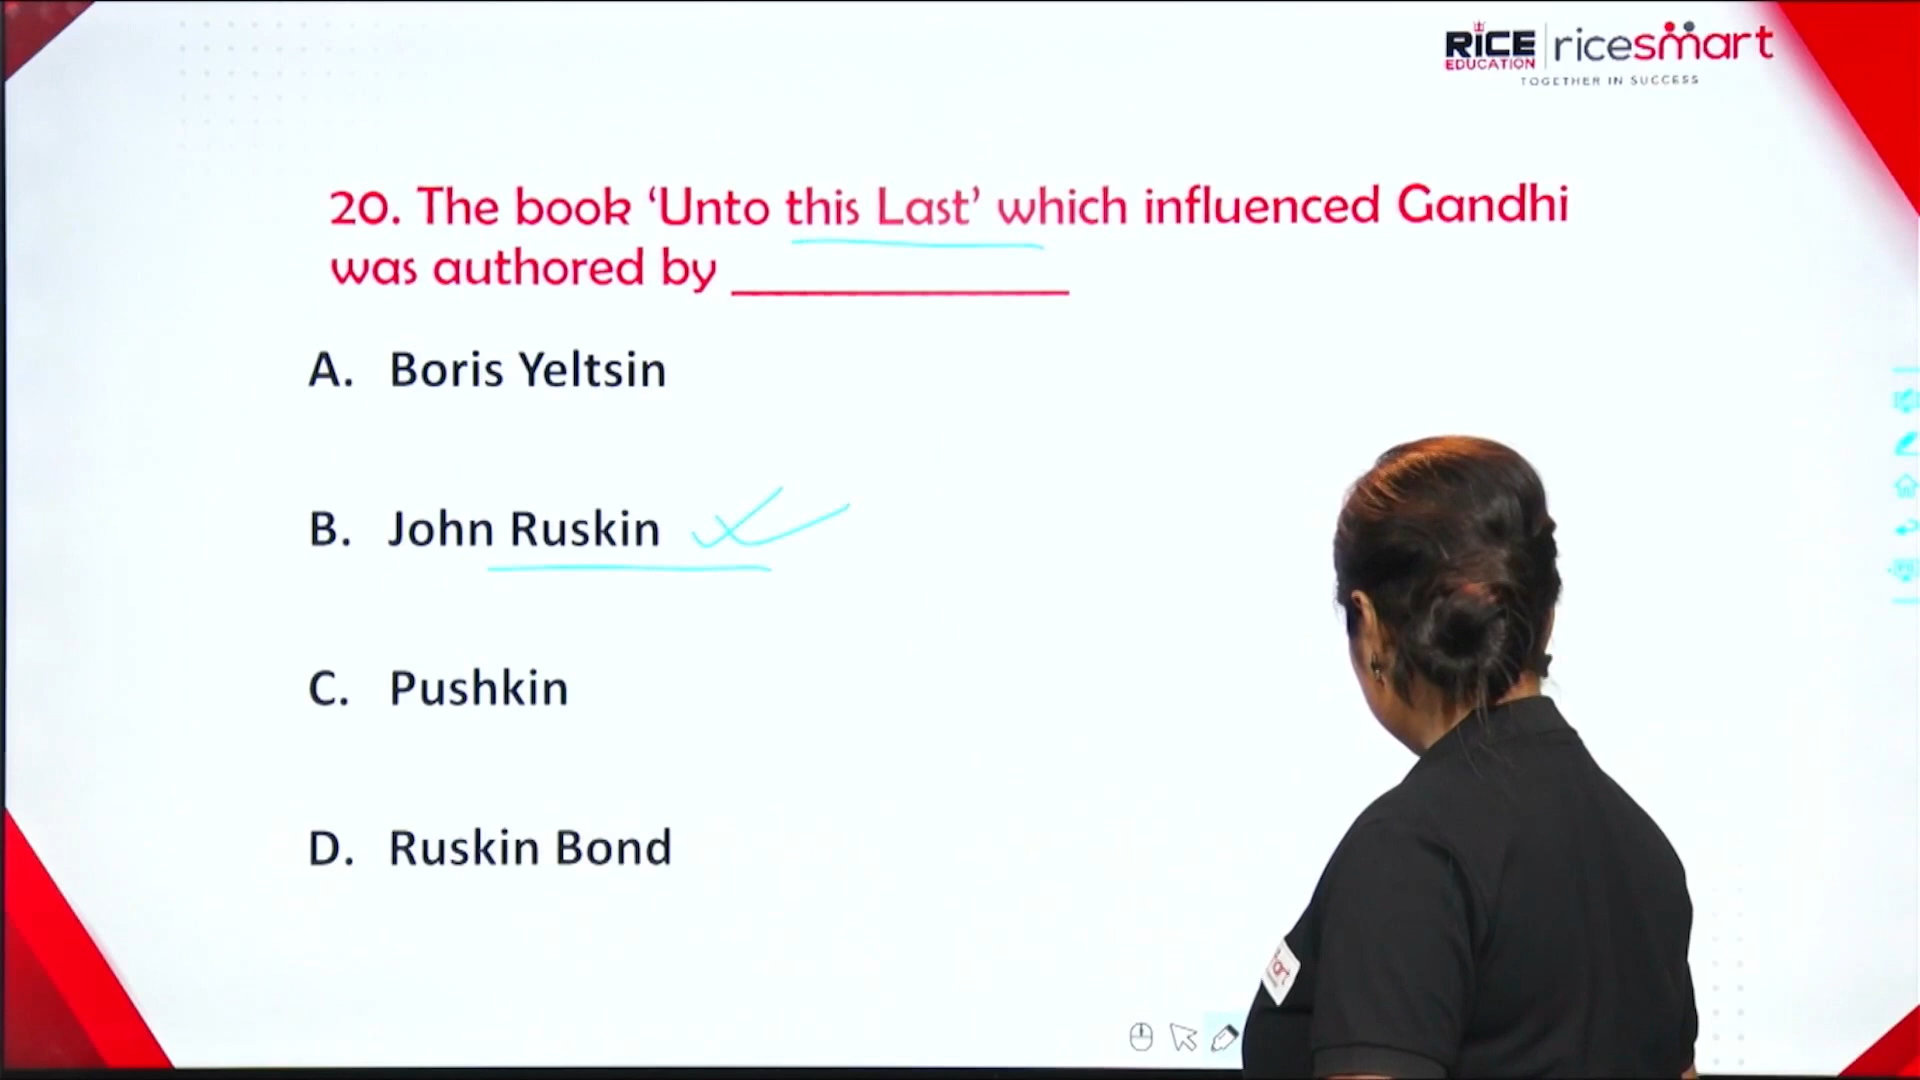 RICE
EDUCATION
ricesmart
TOGETHER IN SUCCESS
20. The book ‘Unto this Last’ which influenced Gandhi
was authored by ____________
A. Boris Yeltsin
B. John Ruskin
C. Pushkin
D. Ruskin Bond